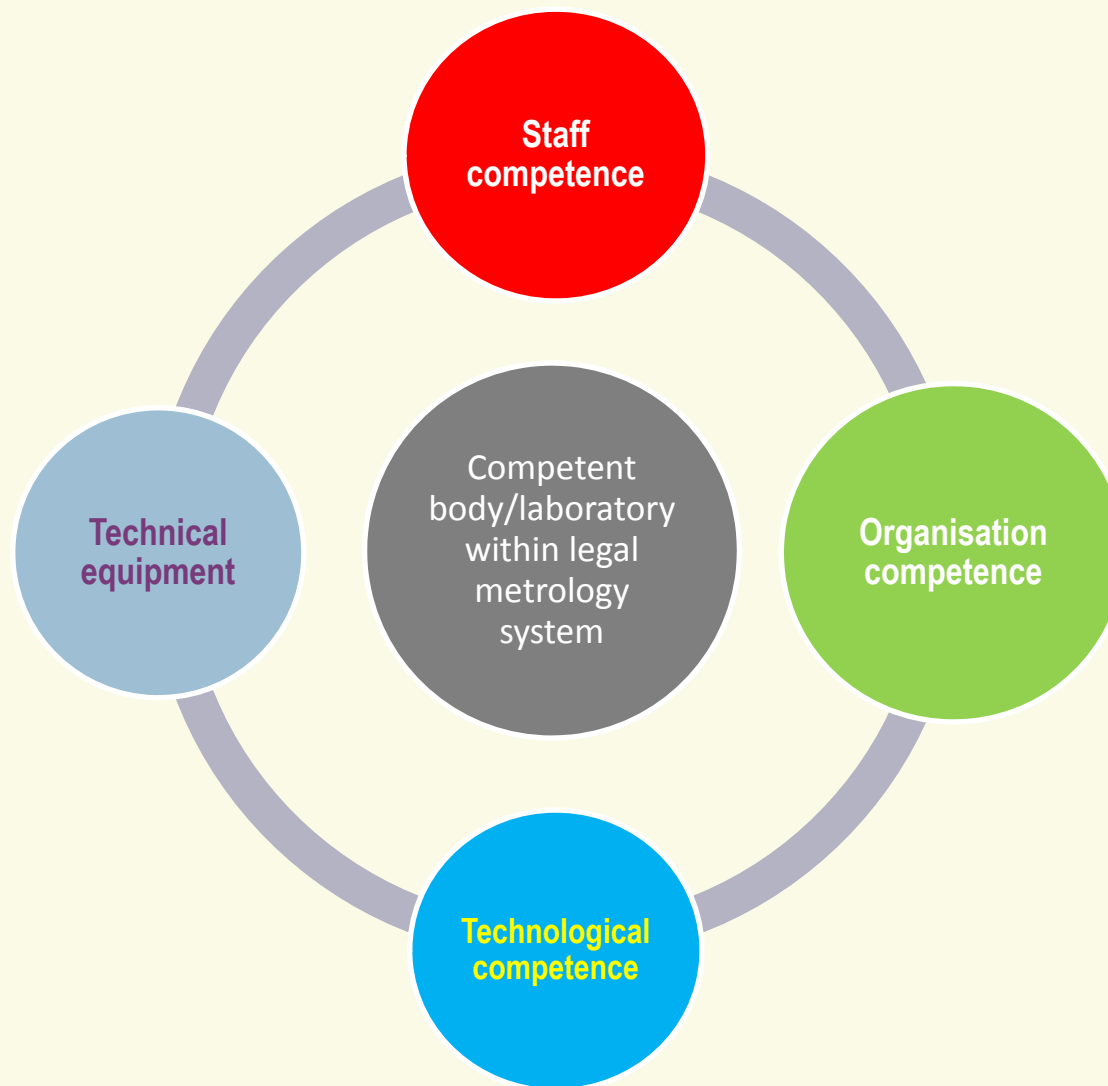 Staff
competence
Technical
equipment
Competent
body/laboratory
within legal
metrology
system
Organisation
competence
Technological
competence